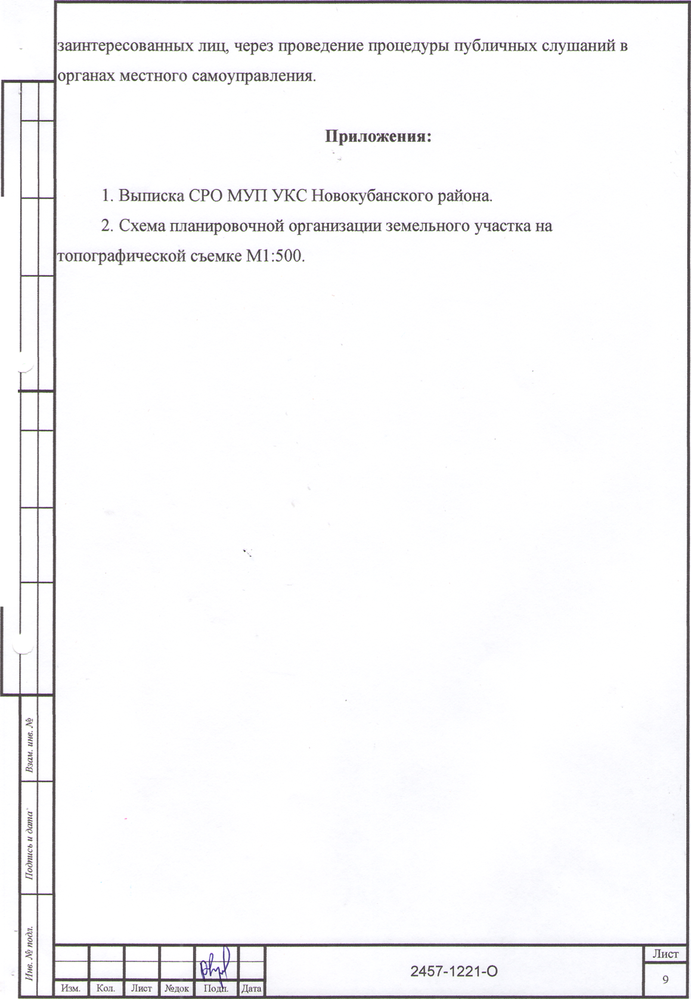 заинтересованных лиц, через проведение процедуры публичных слушаний в
органах местного самоуправления.
Приложения:
1. Выписка СРО МУП УКС Новокубанского района.
2. Схема планировочной организации земельного участка на
топографической съемке М1:500.
Взам. инв. №
Подпись и дата
Инв. № подл.
Изм. Кол. Лист №док Подп. Дата
2457-1221-О
Лист
9